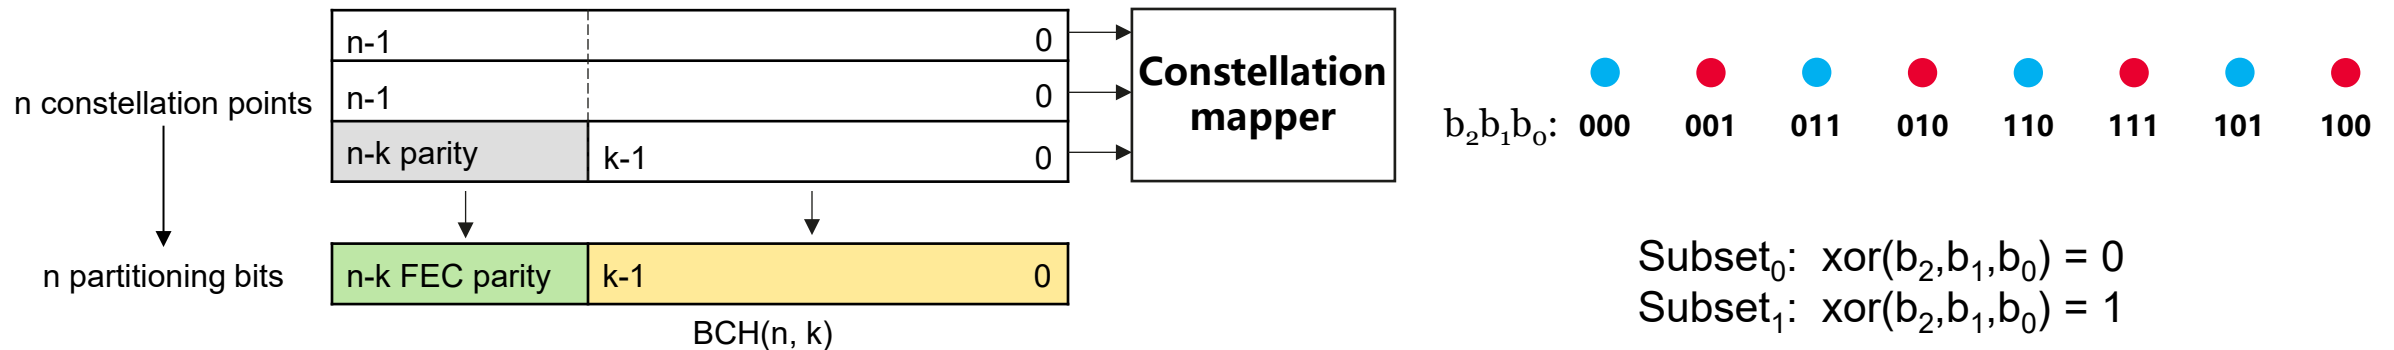 n-1 0
n-1 0
n-k parity k-1 0
n constellation points
Constellation
mapper
b₂b₁b₀: 000 001 011 010 110 111 101 100
n partitioning bits
n-k FEC parity k-1 0
BCH(n, k)
Subset₀: xor(b₂,b₁,b₀) = 0
Subset₁: xor(b₂,b₁,b₀) = 1